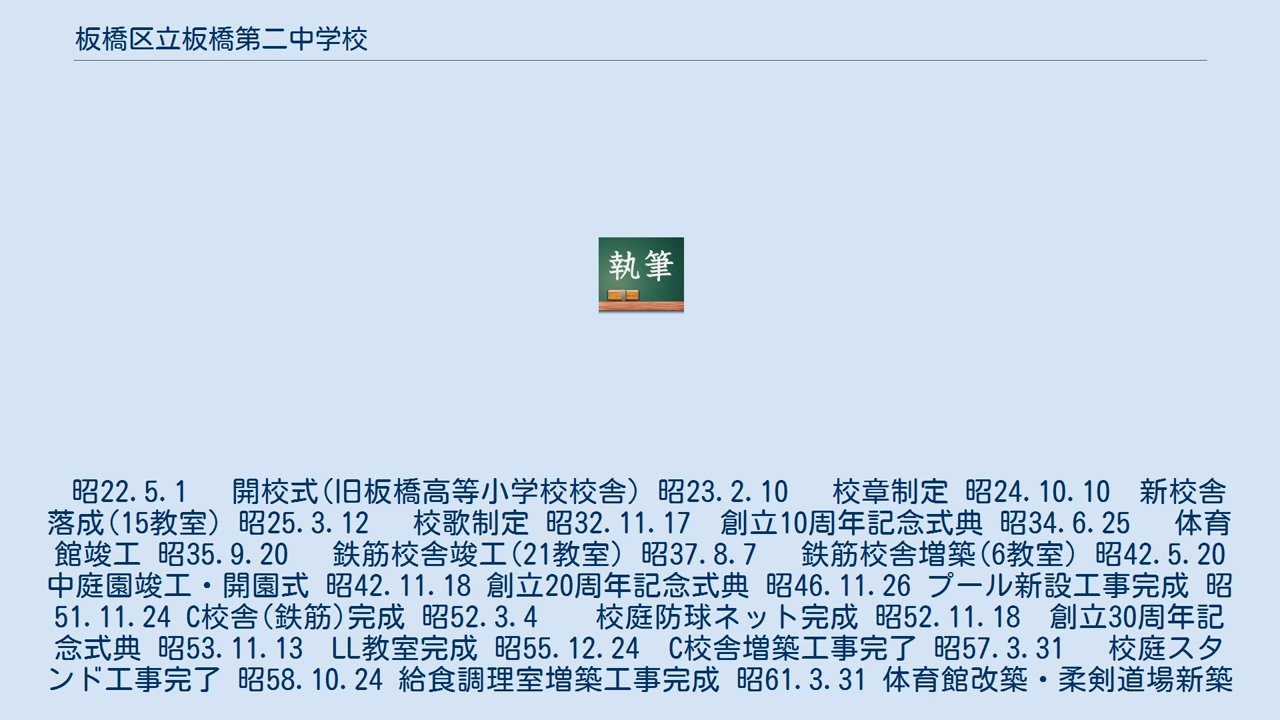 板橋区立板橋第二中学校
執筆
昭22.5.1　開校式(旧板橋高等小学校校舎) 昭23.2.10　校章制定 昭24.10.10　新校舎
落成(15教室) 昭25.3.12　校歌制定 昭32.11.17　創立10周年記念式典 昭34.6.25　体育
館竣工 昭35.9.20　鉄筋校舎竣工(21教室) 昭37.8.7　鉄筋校舎増築(6教室) 昭42.5.20
中庭園竣工・開園式 昭42.11.18 創立20周年記念式典 昭46.11.26 プール新設工事完成 昭
51.11.24 C校舎(鉄筋)完成 昭52.3.4　校庭防球ネット完成 昭52.11.18　創立30周年記
念式典 昭53.11.13　LL教室完成 昭55.12.24　C校舎増築工事完了 昭57.3.31　校庭スタ
ンド工事完了 昭58.10.24 給食調理室増築工事完成 昭61.3.31 体育館改築・柔剣道場新築